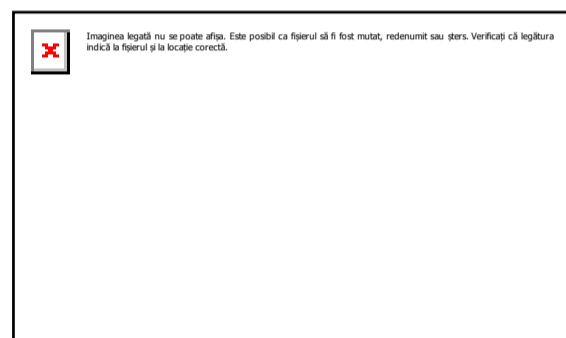 Imaginea legată nu se poate afișa. Este posibil ca fișierul să fi fost mutat, redenumit sau șters. Verificați că legătura
indică la fișierul și la locație corectă.